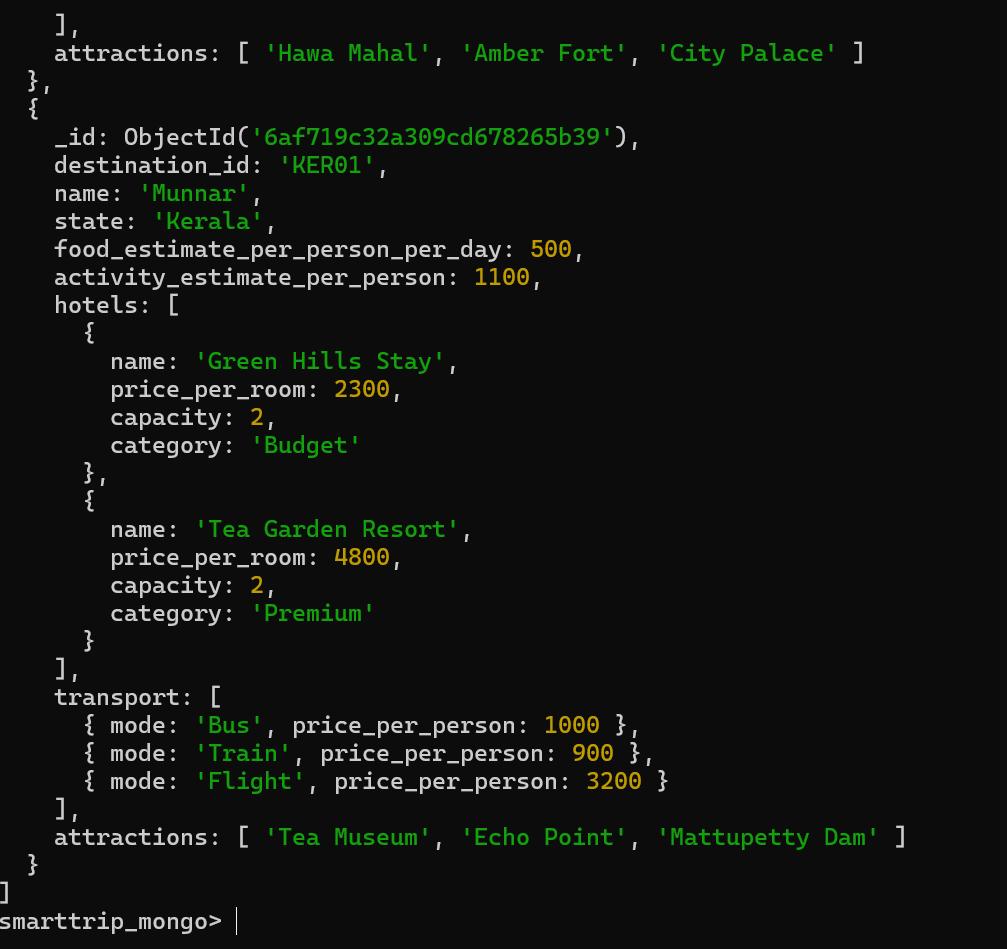 ],
    attractions: [ 'Hawa Mahal', 'Amber Fort', 'City Palace' ]
  },
  {
    _id: ObjectId('6af719c32a309cd678265b39'),
    destination_id: 'KER01',
    name: 'Munnar',
    state: 'Kerala',
    food_estimate_per_person_per_day: 500,
    activity_estimate_per_person: 1100,
    hotels: [
      {
        name: 'Green Hills Stay',
        price_per_room: 2300,
        capacity: 2,
        category: 'Budget'
      },
      {
        name: 'Tea Garden Resort',
        price_per_room: 4800,
        capacity: 2,
        category: 'Premium'
      }
    ],
    transport: [
      { mode: 'Bus', price_per_person: 1000 },
      { mode: 'Train', price_per_person: 900 },
      { mode: 'Flight', price_per_person: 3200 }
    ],
    attractions: [ 'Tea Museum', 'Echo Point', 'Mattupetty Dam' ]
  }
]
smarttrip_mongo>